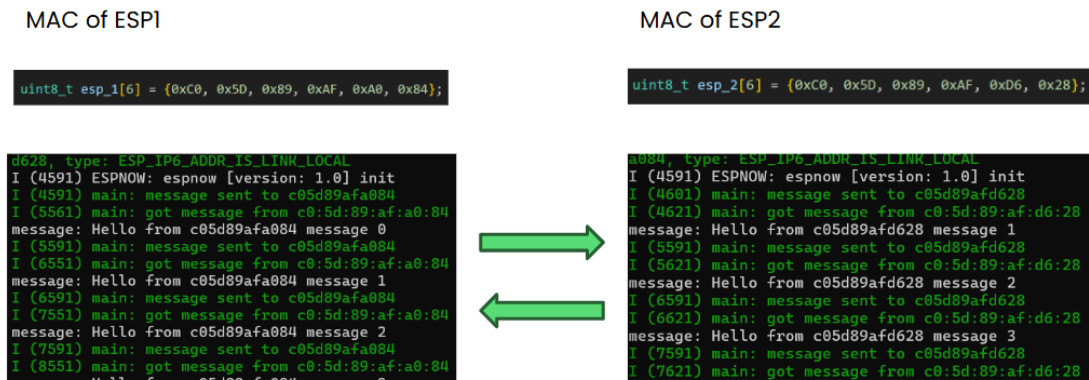 MAC of ESP1
uint8_t esp_1[6] = {0xC0, 0x5D, 0x89, 0xAF, 0xA0, 0x84};
d628, type: ESP_IP6_ADDR_IS_LINK_LOCAL
I (4591) ESPNOW: espnow [version: 1.0] init
I (4591) main: message sent to c05d89afa084
I (5561) main: got message from c0:5d:89:af:a0:84
message: Hello from c05d89afa084 message 0
I (5591) main: message sent to c05d89afa084
I (6551) main: got message from c0:5d:89:af:a0:84
message: Hello from c05d89afa084 message 1
I (6591) main: message sent to c05d89afa084
I (7551) main: got message from c0:5d:89:af:a0:84
message: Hello from c05d89afa084 message 2
I (7591) main: message sent to c05d89afa084
I (8551) main: got message from c0:5d:89:af:a0:84
MAC of ESP2
uint8_t esp_2[6] = {0xC0, 0x5D, 0x89, 0xAF, 0xD6, 0x28};
a084, type: ESP_IP6_ADDR_IS_LINK_LOCAL
I (4591) ESPNOW: espnow [version: 1.0] init
I (4601) main: message sent to c05d89afd628
I (4621) main: got message from c0:5d:89:af:d6:28
message: Hello from c05d89afd628 message 1
I (5591) main: message sent to c05d89afd628
I (5621) main: got message from c0:5d:89:af:d6:28
message: Hello from c05d89afd628 message 2
I (6591) main: message sent to c05d89afd628
I (6621) main: got message from c0:5d:89:af:d6:28
message: Hello from c05d89afd628 message 3
I (7591) main: message sent to c05d89afd628
I (7621) main: got message from c0:5d:89:af:d6:28